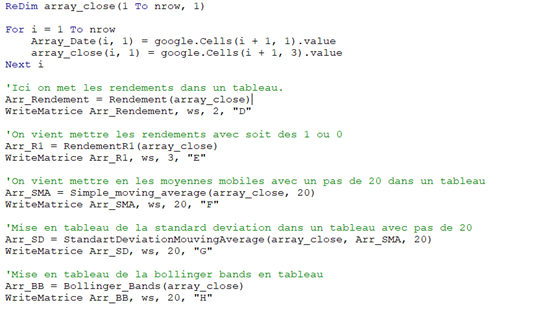 ReDim array_close(1 To nrow, 1)
For i = 1 To nrow
Array_Date(i, 1) = google.Cells(i + 1, 1).value
array_close(i, 1) = google.Cells(i + 1, 3).value
Next i
'Ici on met les rendements dans un tableau.
Arr_Rendement = Rendement(array_close)
WriteMatrice Arr_Rendement, ws, 2, "D"
'On vient mettre les rendements avec soit des 1 ou 0
Arr_R1 = RendementR1(array_close)
WriteMatrice Arr_R1, ws, 3, "E"
'On vient mettre en les moyennes mobiles avec un pas de 20 dans un tableau
Arr_SMA = Simple_moving_average(array_close, 20)
WriteMatrice Arr_SMA, ws, 20, "F"
'Mise en tableau de la standard deviation dans un tableau avec pas de 20
Arr_SD = StandartDeviationMouvingAverage(array_close, Arr_SMA, 20)
WriteMatrice Arr_SD, ws, 20, "G"
'Mise en tableau de la bollinger bands en tableau
Arr_BB = Bollinger_Bands(array_close)
WriteMatrice Arr_BB, ws, 20, "H"